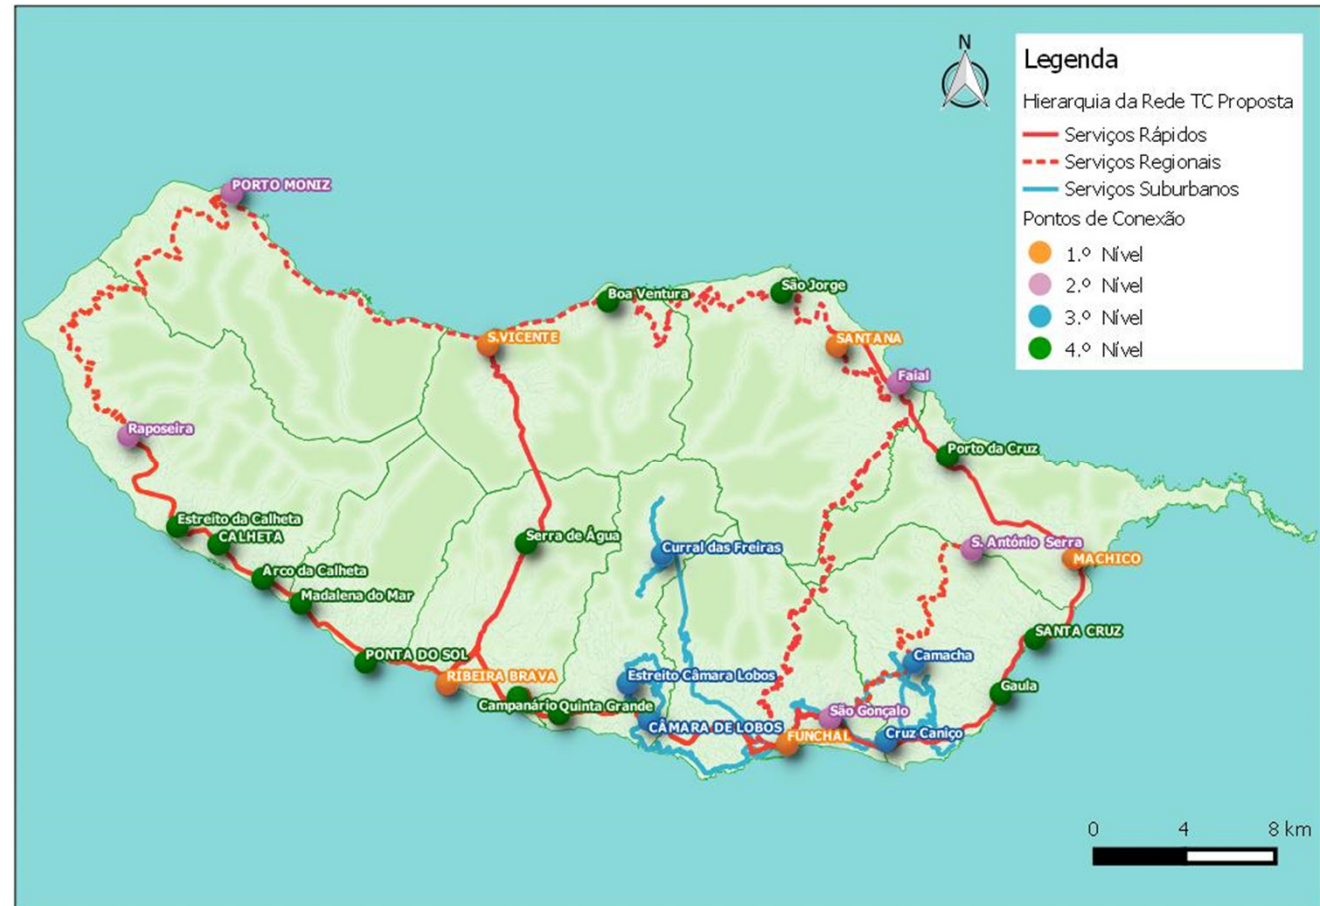 N
Legenda
Hierarquia da Rede TC Proposta
Serviços Rápidos
Serviços Regionais
Serviços Suburbanos
Pontos de Conexão
1.º Nível
2.º Nível
3.º Nível
4.º Nível
PORTO MONIZ
Boa Ventura
São Jorge
S.VICENTE
SANTANA
Faial
Raposeira
Porto da Cruz
Estreito da Calheta
CALHETA
Serra de Água
Curral das Freiras
S. António Serra
MACHICO
Arco da Calheta
Madalena do Mar
SANTA CRUZ
PONTA DO SOL
RIBEIRA BRAVA
Estreito Câmara Lobos
Camacha
Gaula
Campanário
Quinta Grande
São Gonçalo
CÂMARA DE LOBOS
FUNCHAL
Cruz Caniço
0 4 8 km